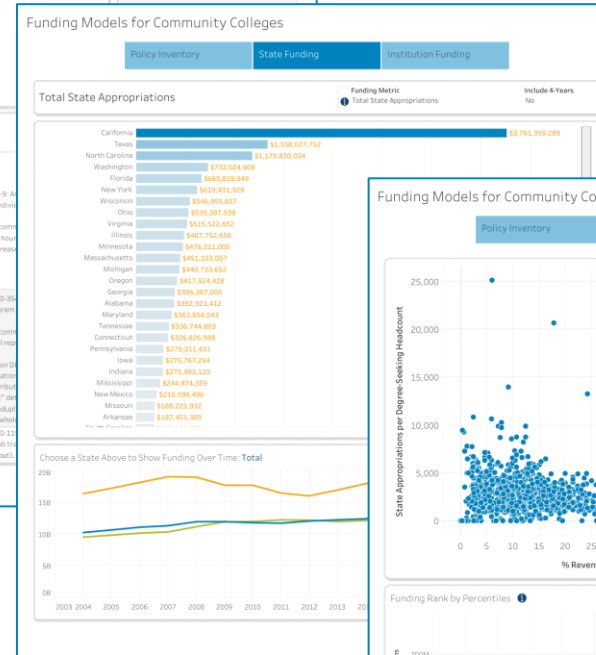 Funding Models for Community Colleges
Policy Inventory
State Funding
Institution Funding
Total State Appropriations
Funding Metric
Total State Appropriations
Include 4-Years
No
California $3,761,359,289
Texas $1,338,027,752
North Carolina $1,179,830,034
Washington $732,024,908
Florida $665,839,949
New York $619,431,928
Wisconsin $546,955,657
Ohio $535,387,538
Virginia $515,522,652
Illinois $487,752,658
Minnesota $476,211,000
Massachusetts $451,153,057
Michigan $440,733,652
Oregon $417,924,428
Georgia $396,367,005
Alabama $392,923,412
Maryland $363,854,043
Tennessee $336,744,803
Connecticut $326,826,988
Pennsylvania $279,311,431
Iowa $275,767,254
Indiana $275,493,120
Mississippi $244,874,359
New Mexico $210,598,496
Missouri $188,221,932
Arkansas $187,451,389
Choose a State Above to Show Funding Over Time: Total
20B
15B
10B
5B
0B
2003 2004 2005 2006 2007 2008 2009 2010 2011 2012 2013
Funding Models for Community Co
Policy Inventory
State Appropriations per Degree-Seeking Headcount
25,000
20,000
15,000
10,000
5,000
0
0 5 10 15 20 25
% Reven
Funding Rank by Percentiles
200M